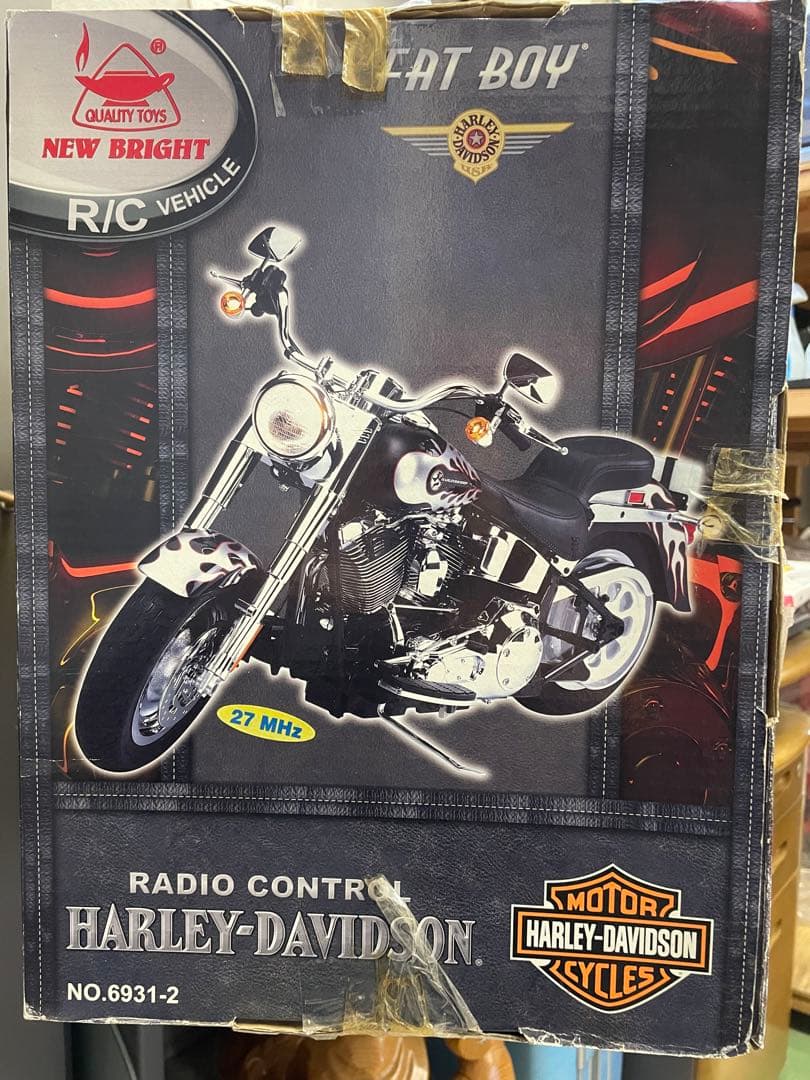 QUALITY TOYS
®
NEW BRIGHT
R/C VEHICLE
FAT BOY®
HARLEY-
DAVIDSON
USA
27 MHz
RADIO CONTROL
HARLEY-DAVIDSON®
NO.6931-2
MOTOR
HARLEY-DAVIDSON
CYCLES